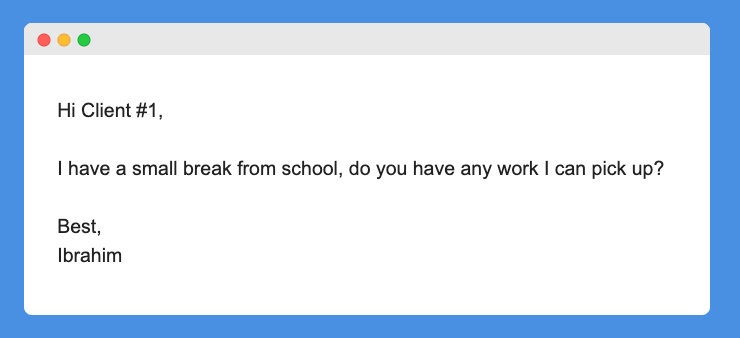 Hi Client #1,
I have a small break from school, do you have any work I can pick up?
Best,
Ibrahim